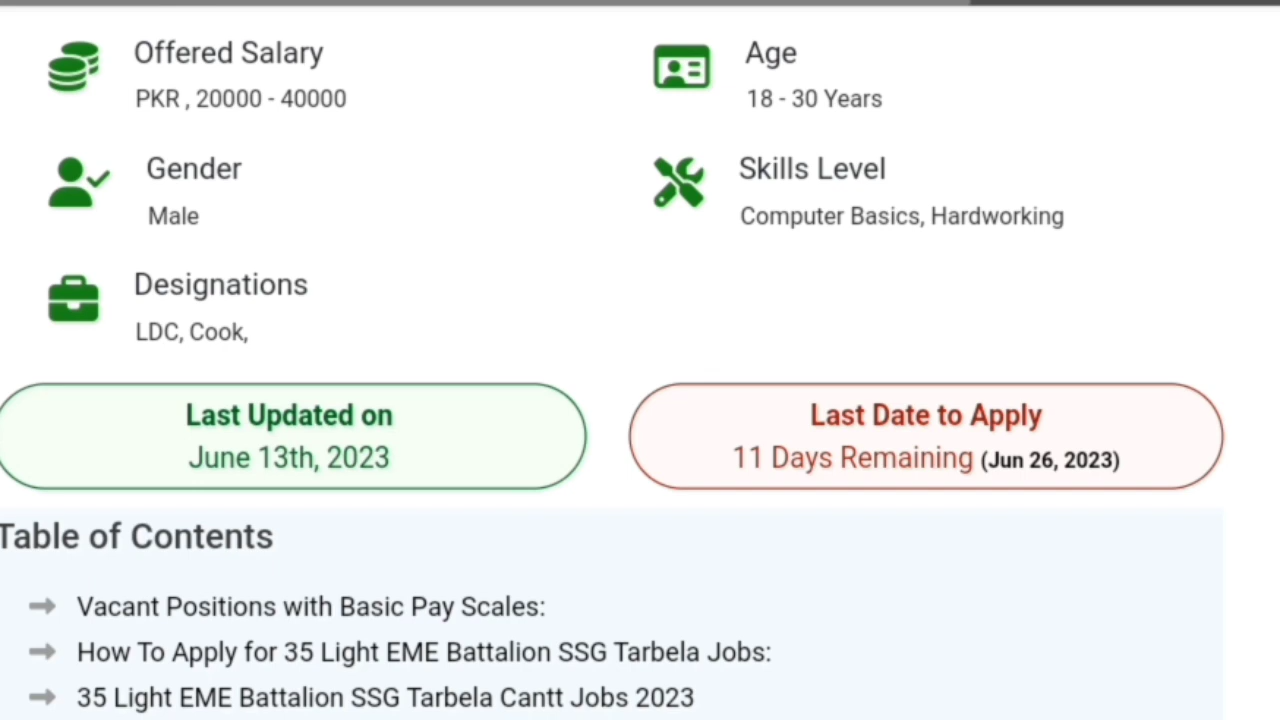 Offered Salary
PKR , 20000 - 40000
Age
18 - 30 Years
Gender
Male
Skills Level
Computer Basics, Hardworking
Designations
LDC, Cook,
Last Updated on
June 13th, 2023
Last Date to Apply
11 Days Remaining (Jun 26, 2023)
Table of Contents
Vacant Positions with Basic Pay Scales:
How To Apply for 35 Light EME Battalion SSG Tarbela Jobs:
35 Light EME Battalion SSG Tarbela Cantt Jobs 2023